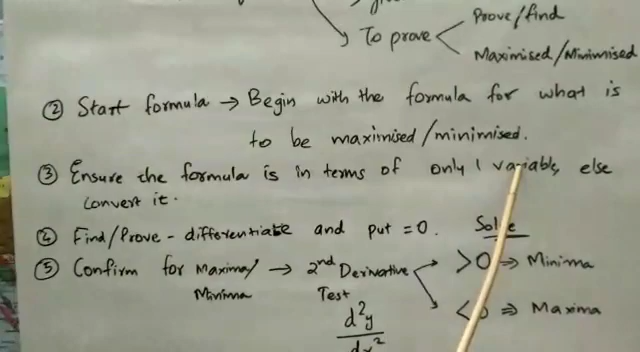 Prove/find
To prove <
Maximised/Minimised
② Start formula → Begin with the formula for what is
to be maximised/minimised.
③ Ensure the formula is in terms of only 1 variable, else
convert it.
④ Find/Prove - differentiate and put =0. Solve
⑤ Confirm for Maxima/ → 2nd Derivative >0 ⇒ Minima
Minima Test <0 ⇒ Maxima
d²y
dx²